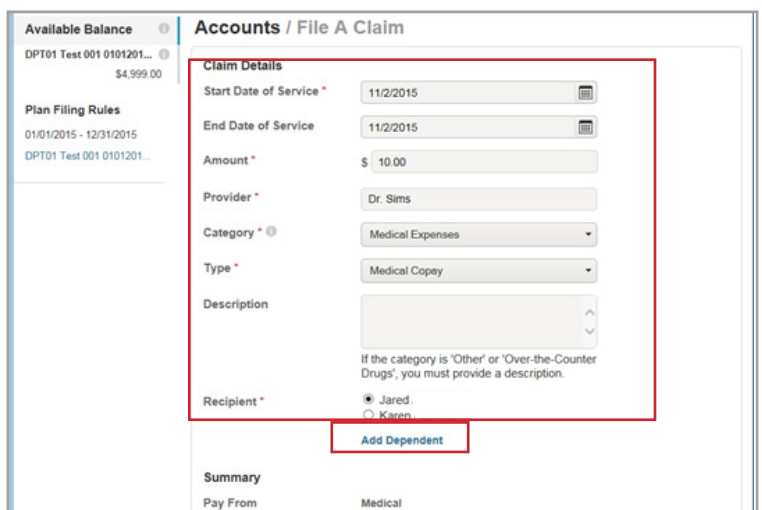 Available Balance
DPT01 Test 001 0101201...
$4,999.00
Plan Filing Rules
01/01/2015 - 12/31/2015
DPT01 Test 001 0101201...
Accounts / File A Claim
Claim Details
Start Date of Service * 11/2/2015
End Date of Service 11/2/2015
Amount * $ 10.00
Provider * Dr. Sims
Category * Medical Expenses
Type * Medical Copay
Description
If the category is 'Other' or 'Over-the-Counter
Drugs', you must provide a description.
Recipient * Jared.
Karen.
Add Dependent
Summary
Pay From Medical